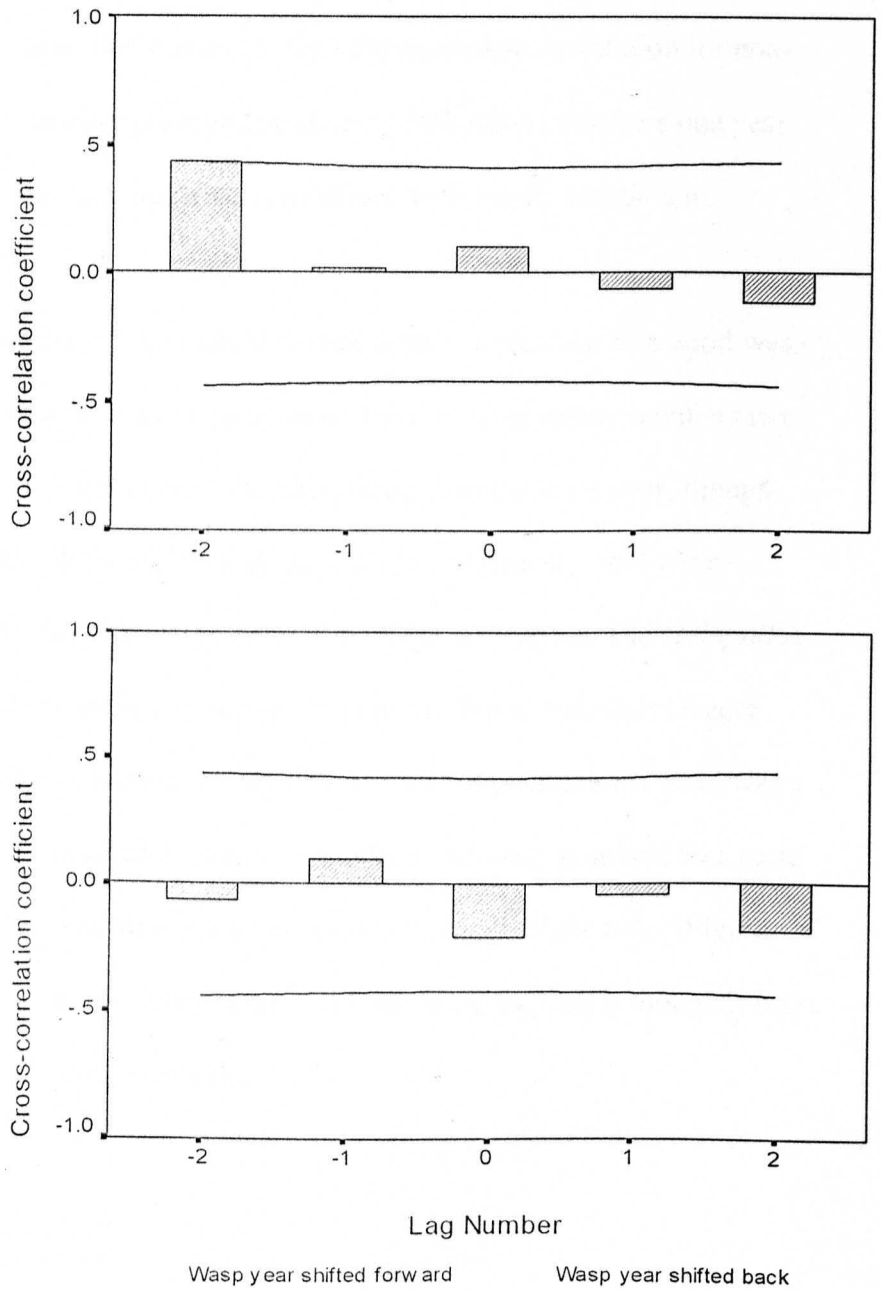 1.0
.5
0.0
-.5
-1.0
Cross-correlation coefficient
-2 -1 0 1 2
1.0
.5
0.0
-.5
-1.0
Cross-correlation coefficient
-2 -1 0 1 2
Lag Number
Wasp year shifted forward Wasp year shifted back